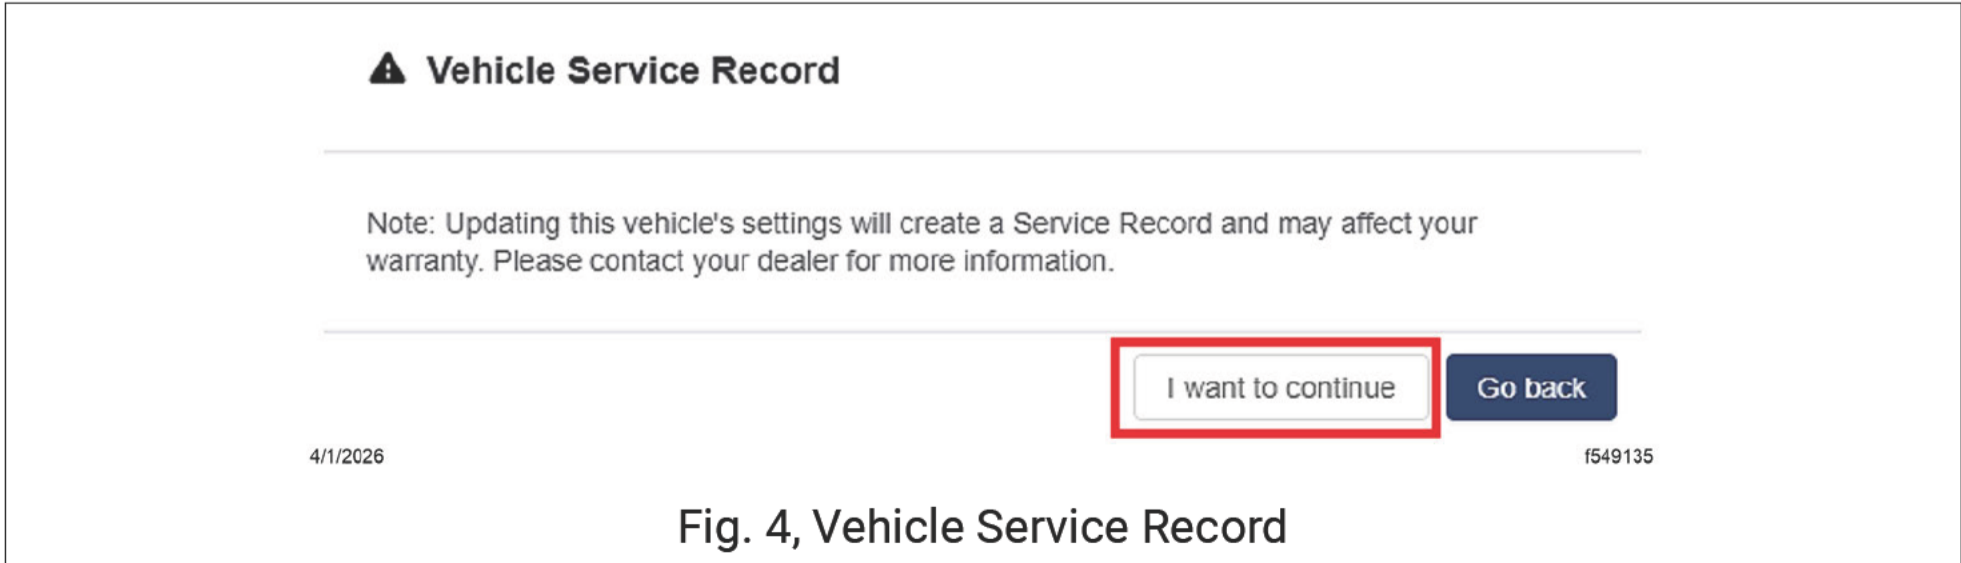 Vehicle Service Record
Note: Updating this vehicle's settings will create a Service Record and may affect your
warranty. Please contact your dealer for more information.
I want to continue
Go back
4/1/2026
f549135
Fig. 4, Vehicle Service Record